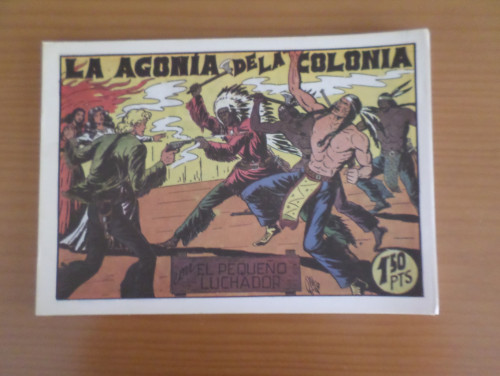 LA AGONIA DE LA COLONIA
EL PEQUEÑO
LUCHADOR
1'50
PTS